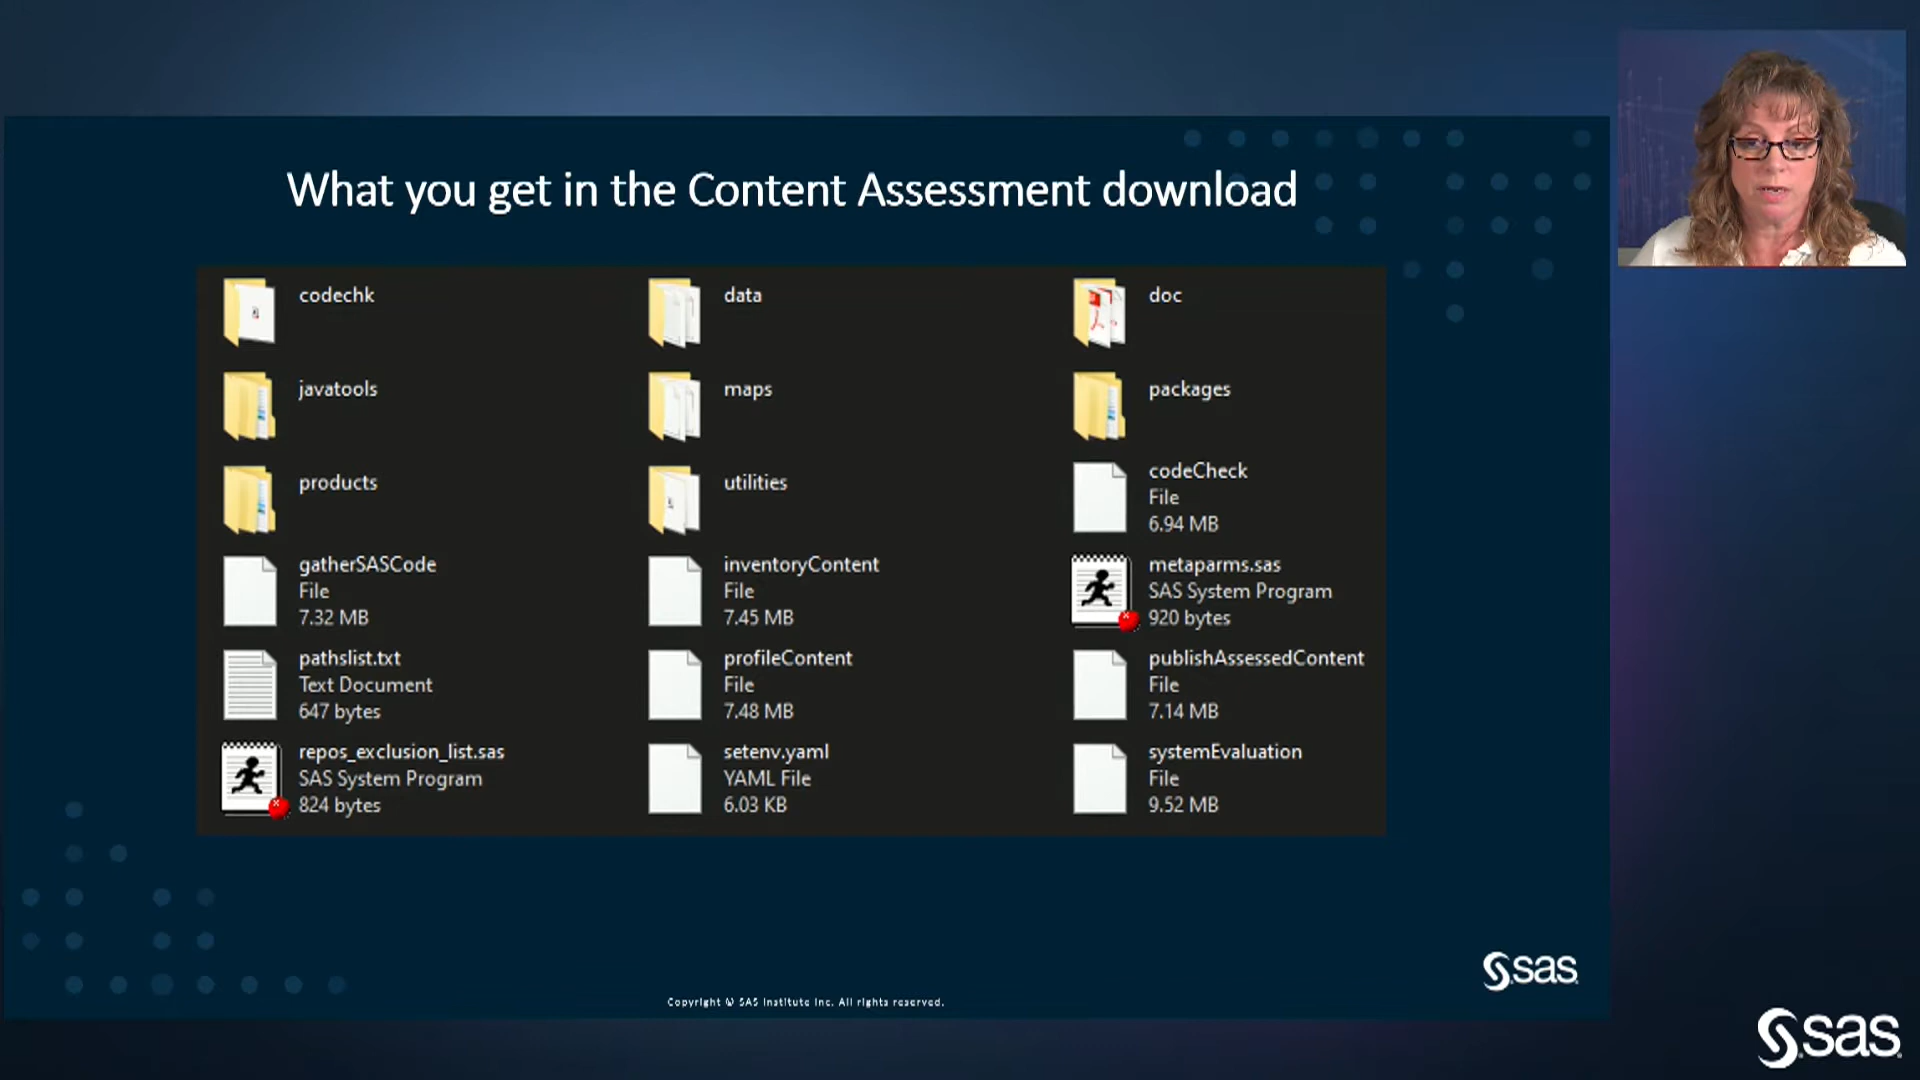 What you get in the Content Assessment download
codechk
data
doc
javatools
maps
packages
products
utilities
codeCheck
File
6.94 MB
gatherSASCode
File
7.32 MB
inventoryContent
File
7.45 MB
metaparms.sas
SAS System Program
920 bytes
pathslist.txt
Text Document
647 bytes
profileContent
File
7.48 MB
publishAssessedContent
File
7.14 MB
repos_exclusion_list.sas
SAS System Program
824 bytes
setenv.yaml
YAML File
6.03 KB
systemEvaluation
File
9.52 MB
sas
Copyright © SAS Institute Inc. All rights reserved.
sas